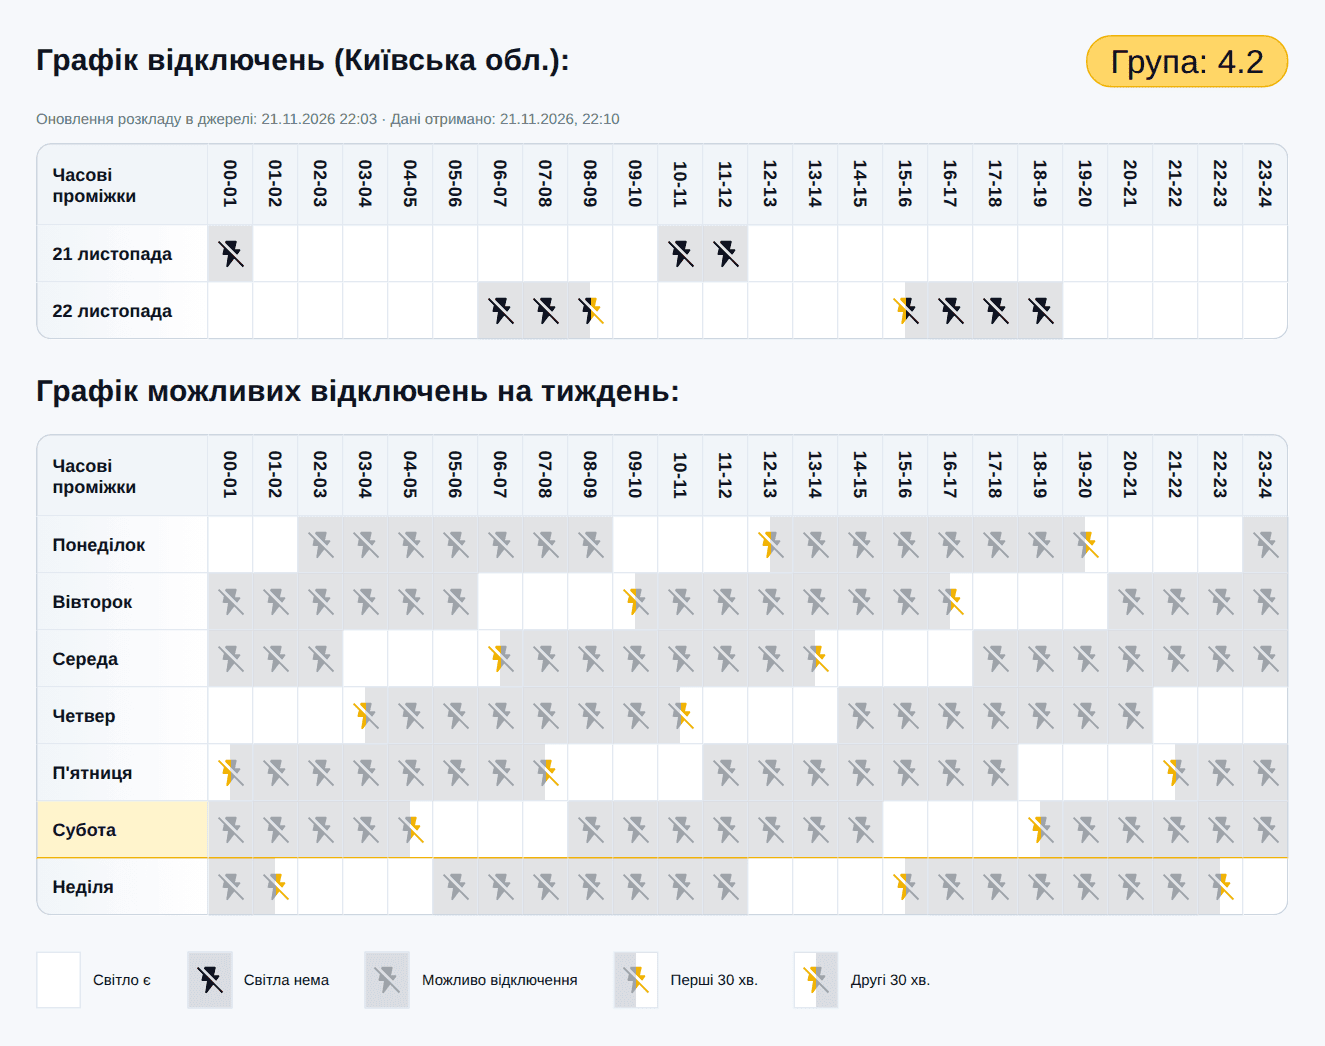 Графік відключень (Київська обл.):
Група: 4.2
Оновлення розкладу в джерелі: 21.11.2026 22:03 · Дані отримано: 21.11.2026, 22:10
Часові
проміжки
00-01 01-02 02-03 03-04 04-05 05-06 06-07 07-08 08-09 09-10 10-11 11-12 12-13 13-14 14-15 15-16 16-17 17-18 18-19 19-20 20-21 21-22 22-23 23-24
21 листопада
22 листопада
Графік можливих відключень на тиждень:
Часові
проміжки
00-01 01-02 02-03 03-04 04-05 05-06 06-07 07-08 08-09 09-10 10-11 11-12 12-13 13-14 14-15 15-16 16-17 17-18 18-19 19-20 20-21 21-22 22-23 23-24
Понеділок
Вівторок
Середа
Четвер
П'ятниця
Субота
Неділя
Світло є
Світла нема
Можливо відключення
Перші 30 хв.
Другі 30 хв.